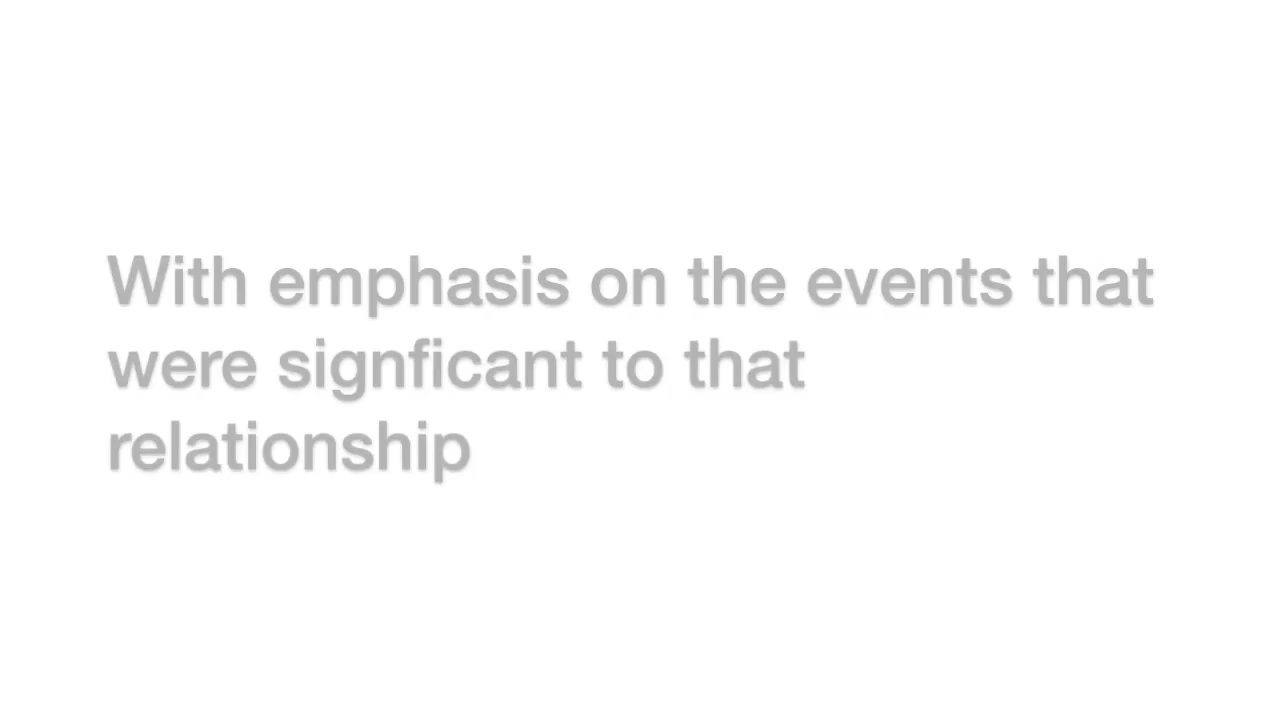 With emphasis on the events that
were signficant to that
relationship